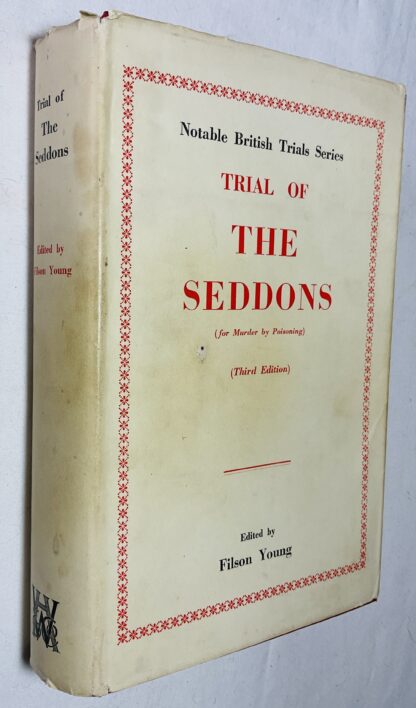 Trial of
The
Seddons
Edited by
Filson Young
Notable British Trials Series
TRIAL OF
THE
SEDDONS
(for Murder by Poisoning)
(Third Edition)
Edited by
Filson Young